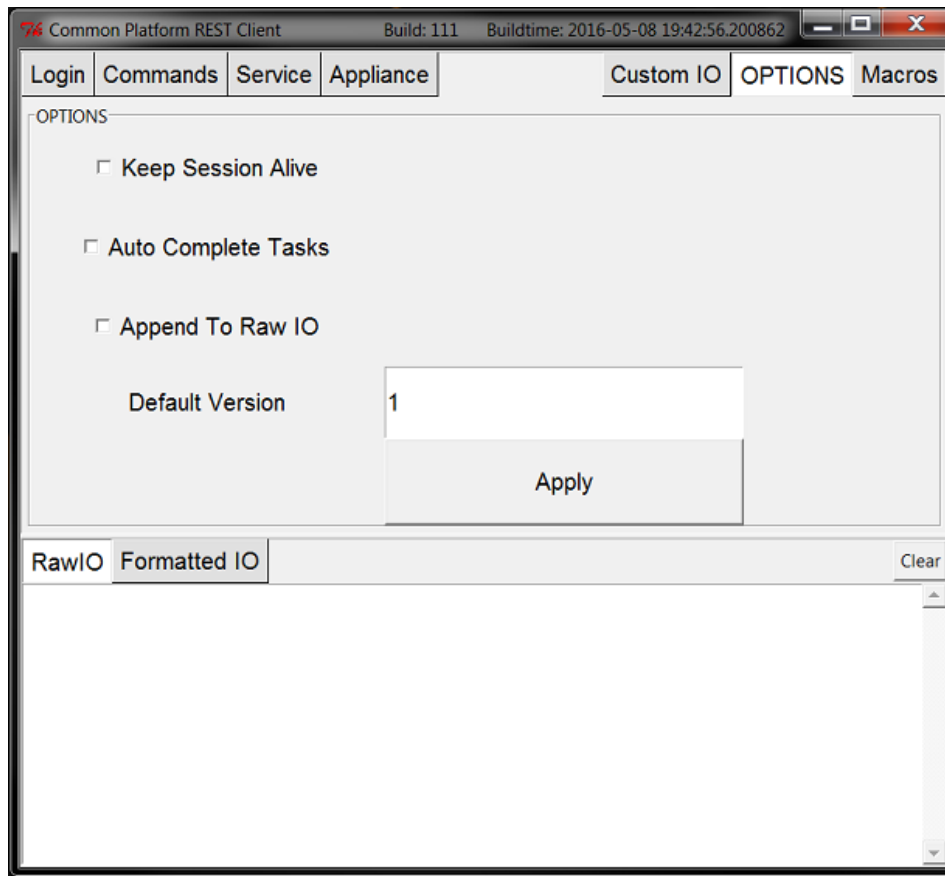 Common Platform REST Client Build: 111 Buildtime: 2016-05-08 19:42:56.200862
Login Commands Service Appliance Custom IO OPTIONS Macros
OPTIONS
Keep Session Alive
Auto Complete Tasks
Append To Raw IO
Default Version 1
Apply
RawIO Formatted IO Clear